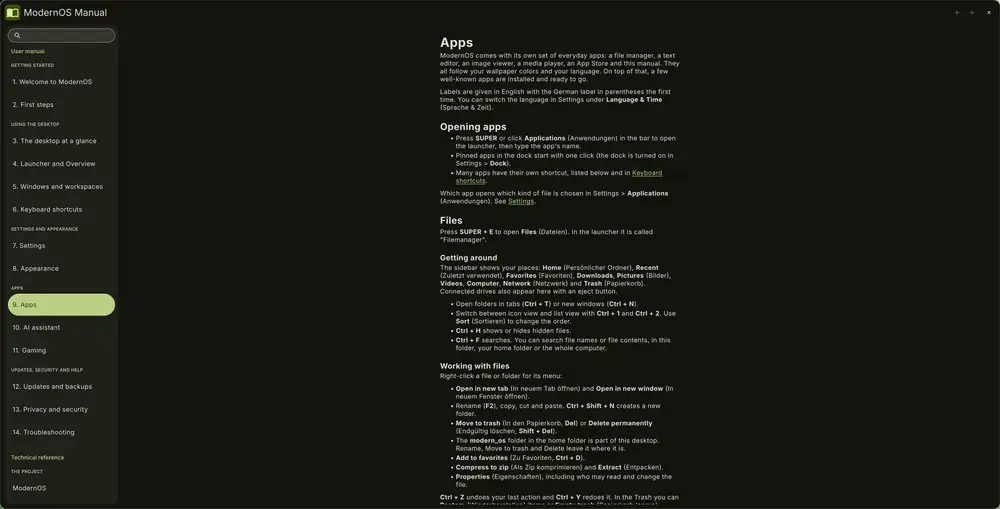 ModernOS Manual
User manual
GETTING STARTED
1. Welcome to ModernOS
2. First steps
USING THE DESKTOP
3. The desktop at a glance
4. Launcher and Overview
5. Windows and workspaces
6. Keyboard shortcuts
SETTINGS AND APPEARANCE
7. Settings
8. Appearance
APPS
9. Apps
10. AI assistant
11. Gaming
UPDATES, SECURITY AND HELP
12. Updates and backups
13. Privacy and security
14. Troubleshooting
Technical reference
THE PROJECT
ModernOS
Apps
ModernOS comes with its own set of everyday apps: a file manager, a text
editor, an image viewer, a media player, an App Store and this manual. They
all follow your wallpaper colors and your language. On top of that, a few
well-known apps are installed and ready to go.
Labels are given in English with the German label in parentheses the first
time. You can switch the language in Settings under Language & Time
(Sprache & Zeit).
Opening apps
• Press SUPER or click Applications (Anwendungen) in the bar to open
the launcher, then type the app's name.
• Pinned apps in the dock start with one click (the dock is turned on in
Settings > Dock).
• Many apps have their own shortcut, listed below and in Keyboard
shortcuts.
Which app opens which kind of file is chosen in Settings > Applications
(Anwendungen). See Settings.
Files
Press SUPER + E to open Files (Dateien). In the launcher it is called
"Filemanager".
Getting around
The sidebar shows your places: Home (Persönlicher Ordner), Recent
(Zuletzt verwendet), Favorites (Favoriten), Downloads, Pictures (Bilder),
Videos, Computer, Network (Netzwerk) and Trash (Papierkorb).
Connected drives also appear here with an eject button.
• Open folders in tabs (Ctrl + T) or new windows (Ctrl + N).
• Switch between icon view and list view with Ctrl + 1 and Ctrl + 2. Use
Sort (Sortieren) to change the order.
• Ctrl + H shows or hides hidden files.
• Ctrl + F searches. You can search file names or file contents, in this
folder, your home folder or the whole computer.
Working with files
Right-click a file or folder for its menu:
• Open in new tab (In neuem Tab öffnen) and Open in new window (In
neuem Fenster öffnen).
• Rename (F2), copy, cut and paste. Ctrl + Shift + N creates a new
folder.
• Move to trash (In den Papierkorb, Del) or Delete permanently
(Endgültig löschen, Shift + Del).
• The modern_os folder in the home folder is part of this desktop.
Rename, Move to trash and Delete leave it where it is.
• Add to favorites (Zu Favoriten, Ctrl + D).
• Compress to zip (Als Zip komprimieren) and Extract (Entpacken).
• Properties (Eigenschaften), including who may read and change the
file.
Ctrl + Z undoes your last action and Ctrl + Y redoes it. In the Trash you can